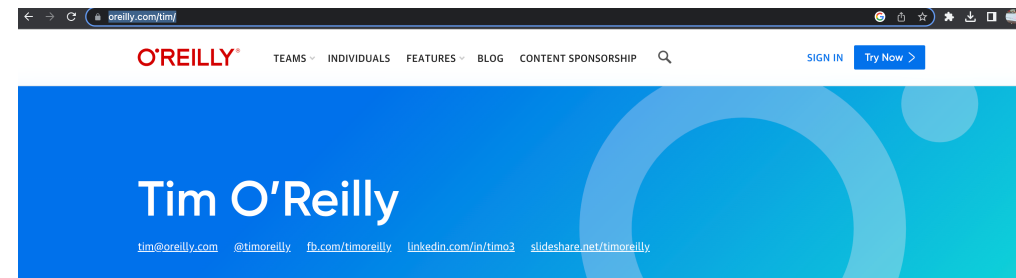 oreilly.com/tim/
O'REILLY® TEAMS INDIVIDUALS FEATURES BLOG CONTENT SPONSORSHIP SIGN IN Try Now
Tim O'Reilly
tim@oreilly.com @timoreilly fb.com/timoreilly linkedin.com/in/timo3 slideshare.net/timoreilly